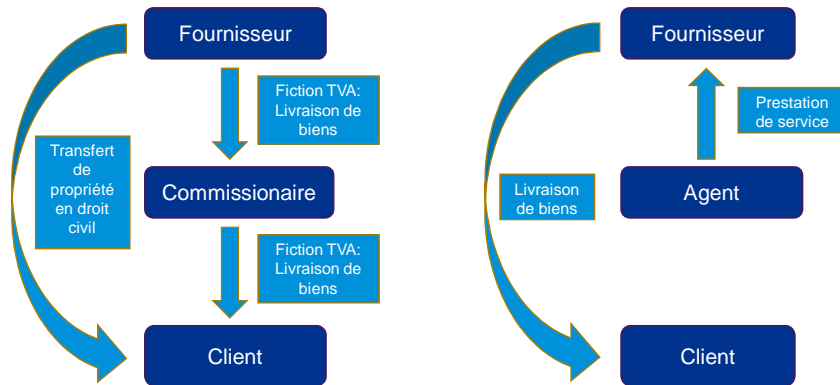 Fournisseur
Fiction TVA:
Livraison de
biens
Transfert
de
propriété
en droit
civil
Commissionaire
Fiction TVA:
Livraison de
biens
Client
Fournisseur
Prestation
de service
Livraison
de biens
Agent
Client